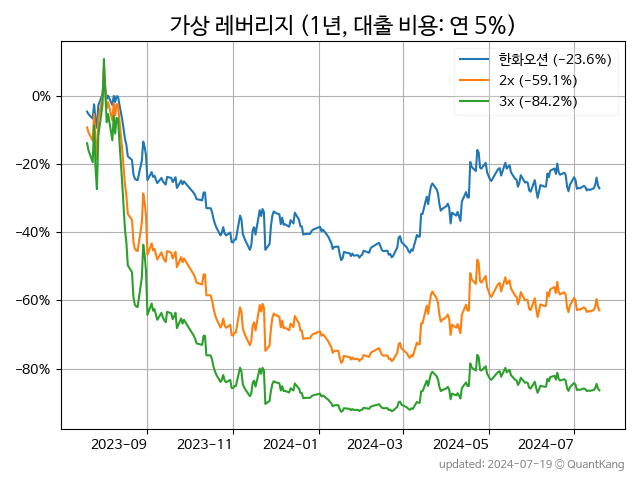 가상 레버리지 (1년, 대출 비용: 연 5%)
한화오션 (-23.6%)
2x (-59.1%)
3x (-84.2%)
0%
-20%
-40%
-60%
-80%
2023-09 2023-11 2024-01 2024-03 2024-05 2024-07
updated: 2024-07-19 © QuantKang